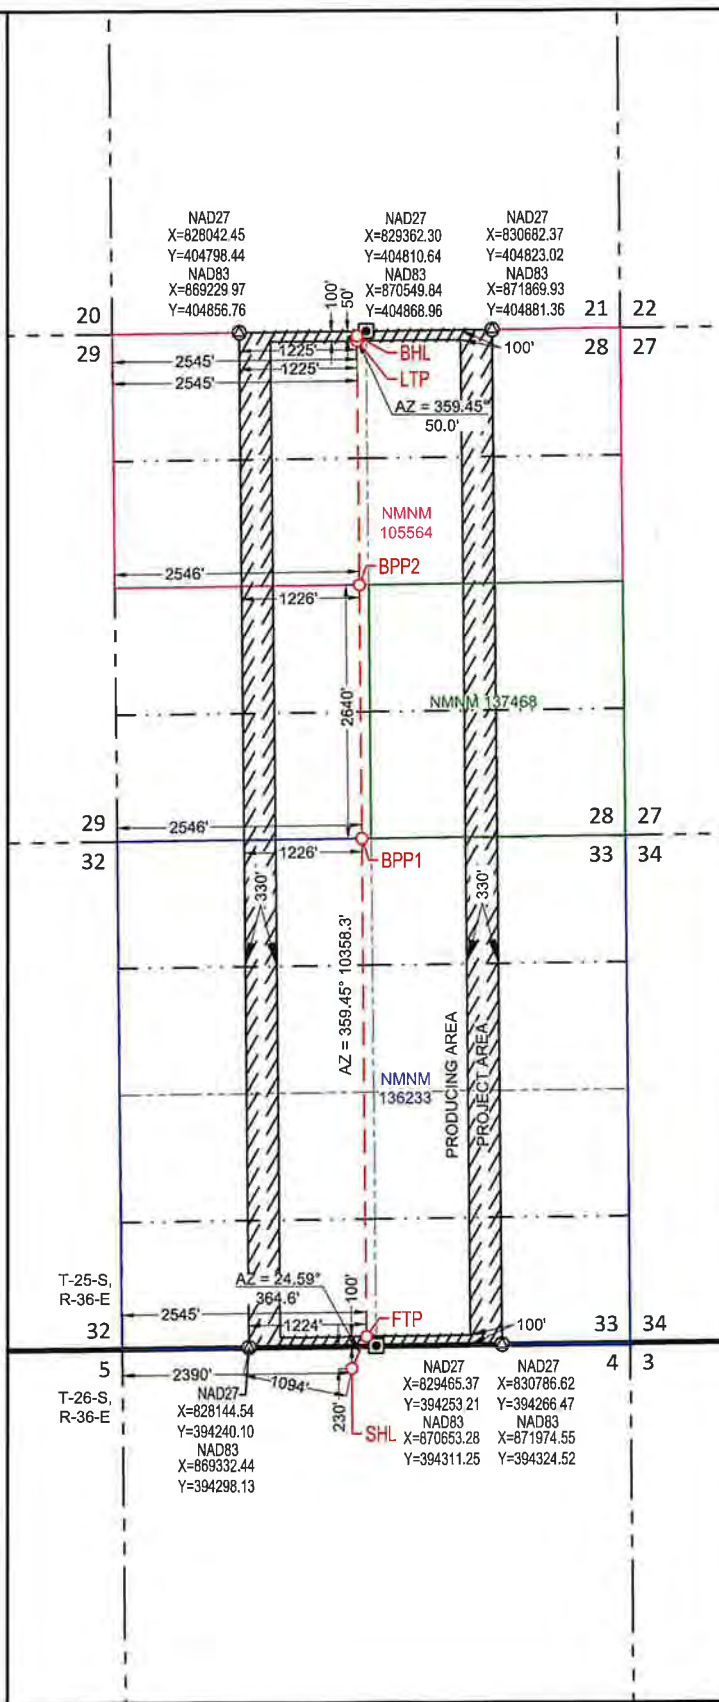 NAD27
X=828042.45
Y=404798.44
NAD83
X=869229.97
Y=404856.76
NAD27
X=829362.30
Y=404810.64
NAD83
X=870549.84
Y=404868.96
NAD27
X=830682.37
Y=404823.02
NAD83
X=871869.93
Y=404881.36
100'
50'
20
29
21
22
28
27
2545'
1225'
1225'
2545'
BHL
LTP
100'
AZ = 359.45°
50.0'
NMNM
105564
2546'
BPP2
1226'
2640'
NMNM 137468
29
32
2546'
1226'
BPP1
28
27
33
34
330'
330'
AZ = 359.45° 10358.3'
NMNM
136233
PRODUCING AREA
PROJECT AREA
T-25-S,
R-36-E
AZ = 24.59°
364.6'
100'
2545'
1224'
FTP
100'
32
5
33
34
4
3
T-26-S,
R-36-E
2390'
1094'
230'
SHL
NAD27
X=828144.54
Y=394240.10
NAD83
X=869332.44
Y=394298.13
NAD27
X=829465.37
Y=394253.21
NAD83
X=870653.28
Y=394311.25
NAD27
X=830786.62
Y=394266.47
NAD83
X=871974.55
Y=394324.52